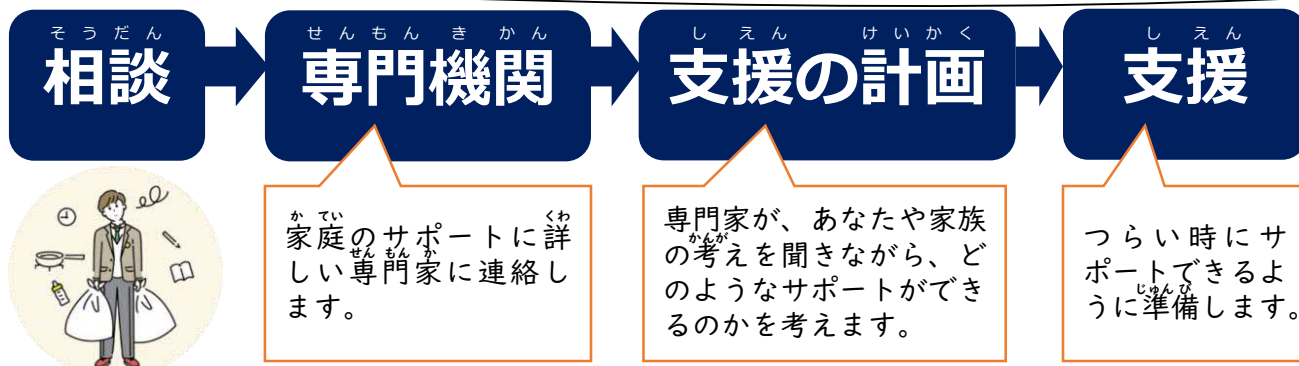 そうだん
相談
せんもんきかん
専門機関
しえん けいかく
支援の計画
しえん
支援
かてい くわ
家庭のサポートに詳
せんもんか
しい専門家に連絡し
ます。
専門家が、あなたや家族
かんが
の考えを聞きながら、ど
のようなサポートができ
るのかを考えます。
つらい時にサ
ポートできるよ
じゅんび
うに準備します。